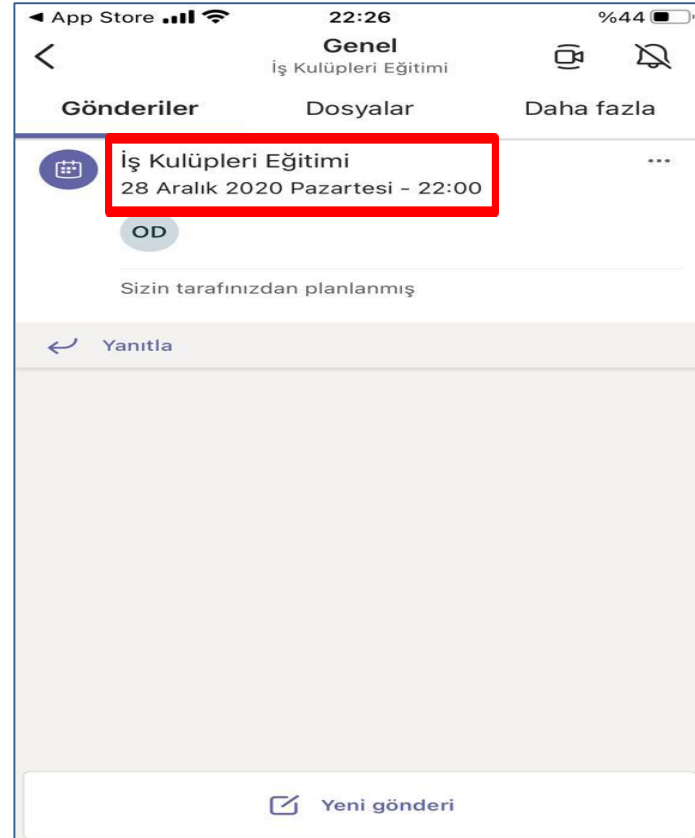 ◄ App Store 22:26 %44
Genel
İş Kulüpleri Eğitimi
Gönderiler Dosyalar Daha fazla
İş Kulüpleri Eğitimi
28 Aralık 2020 Pazartesi - 22:00
OD
Sizin tarafınızdan planlanmış
Yanıtla
Yeni gönderi